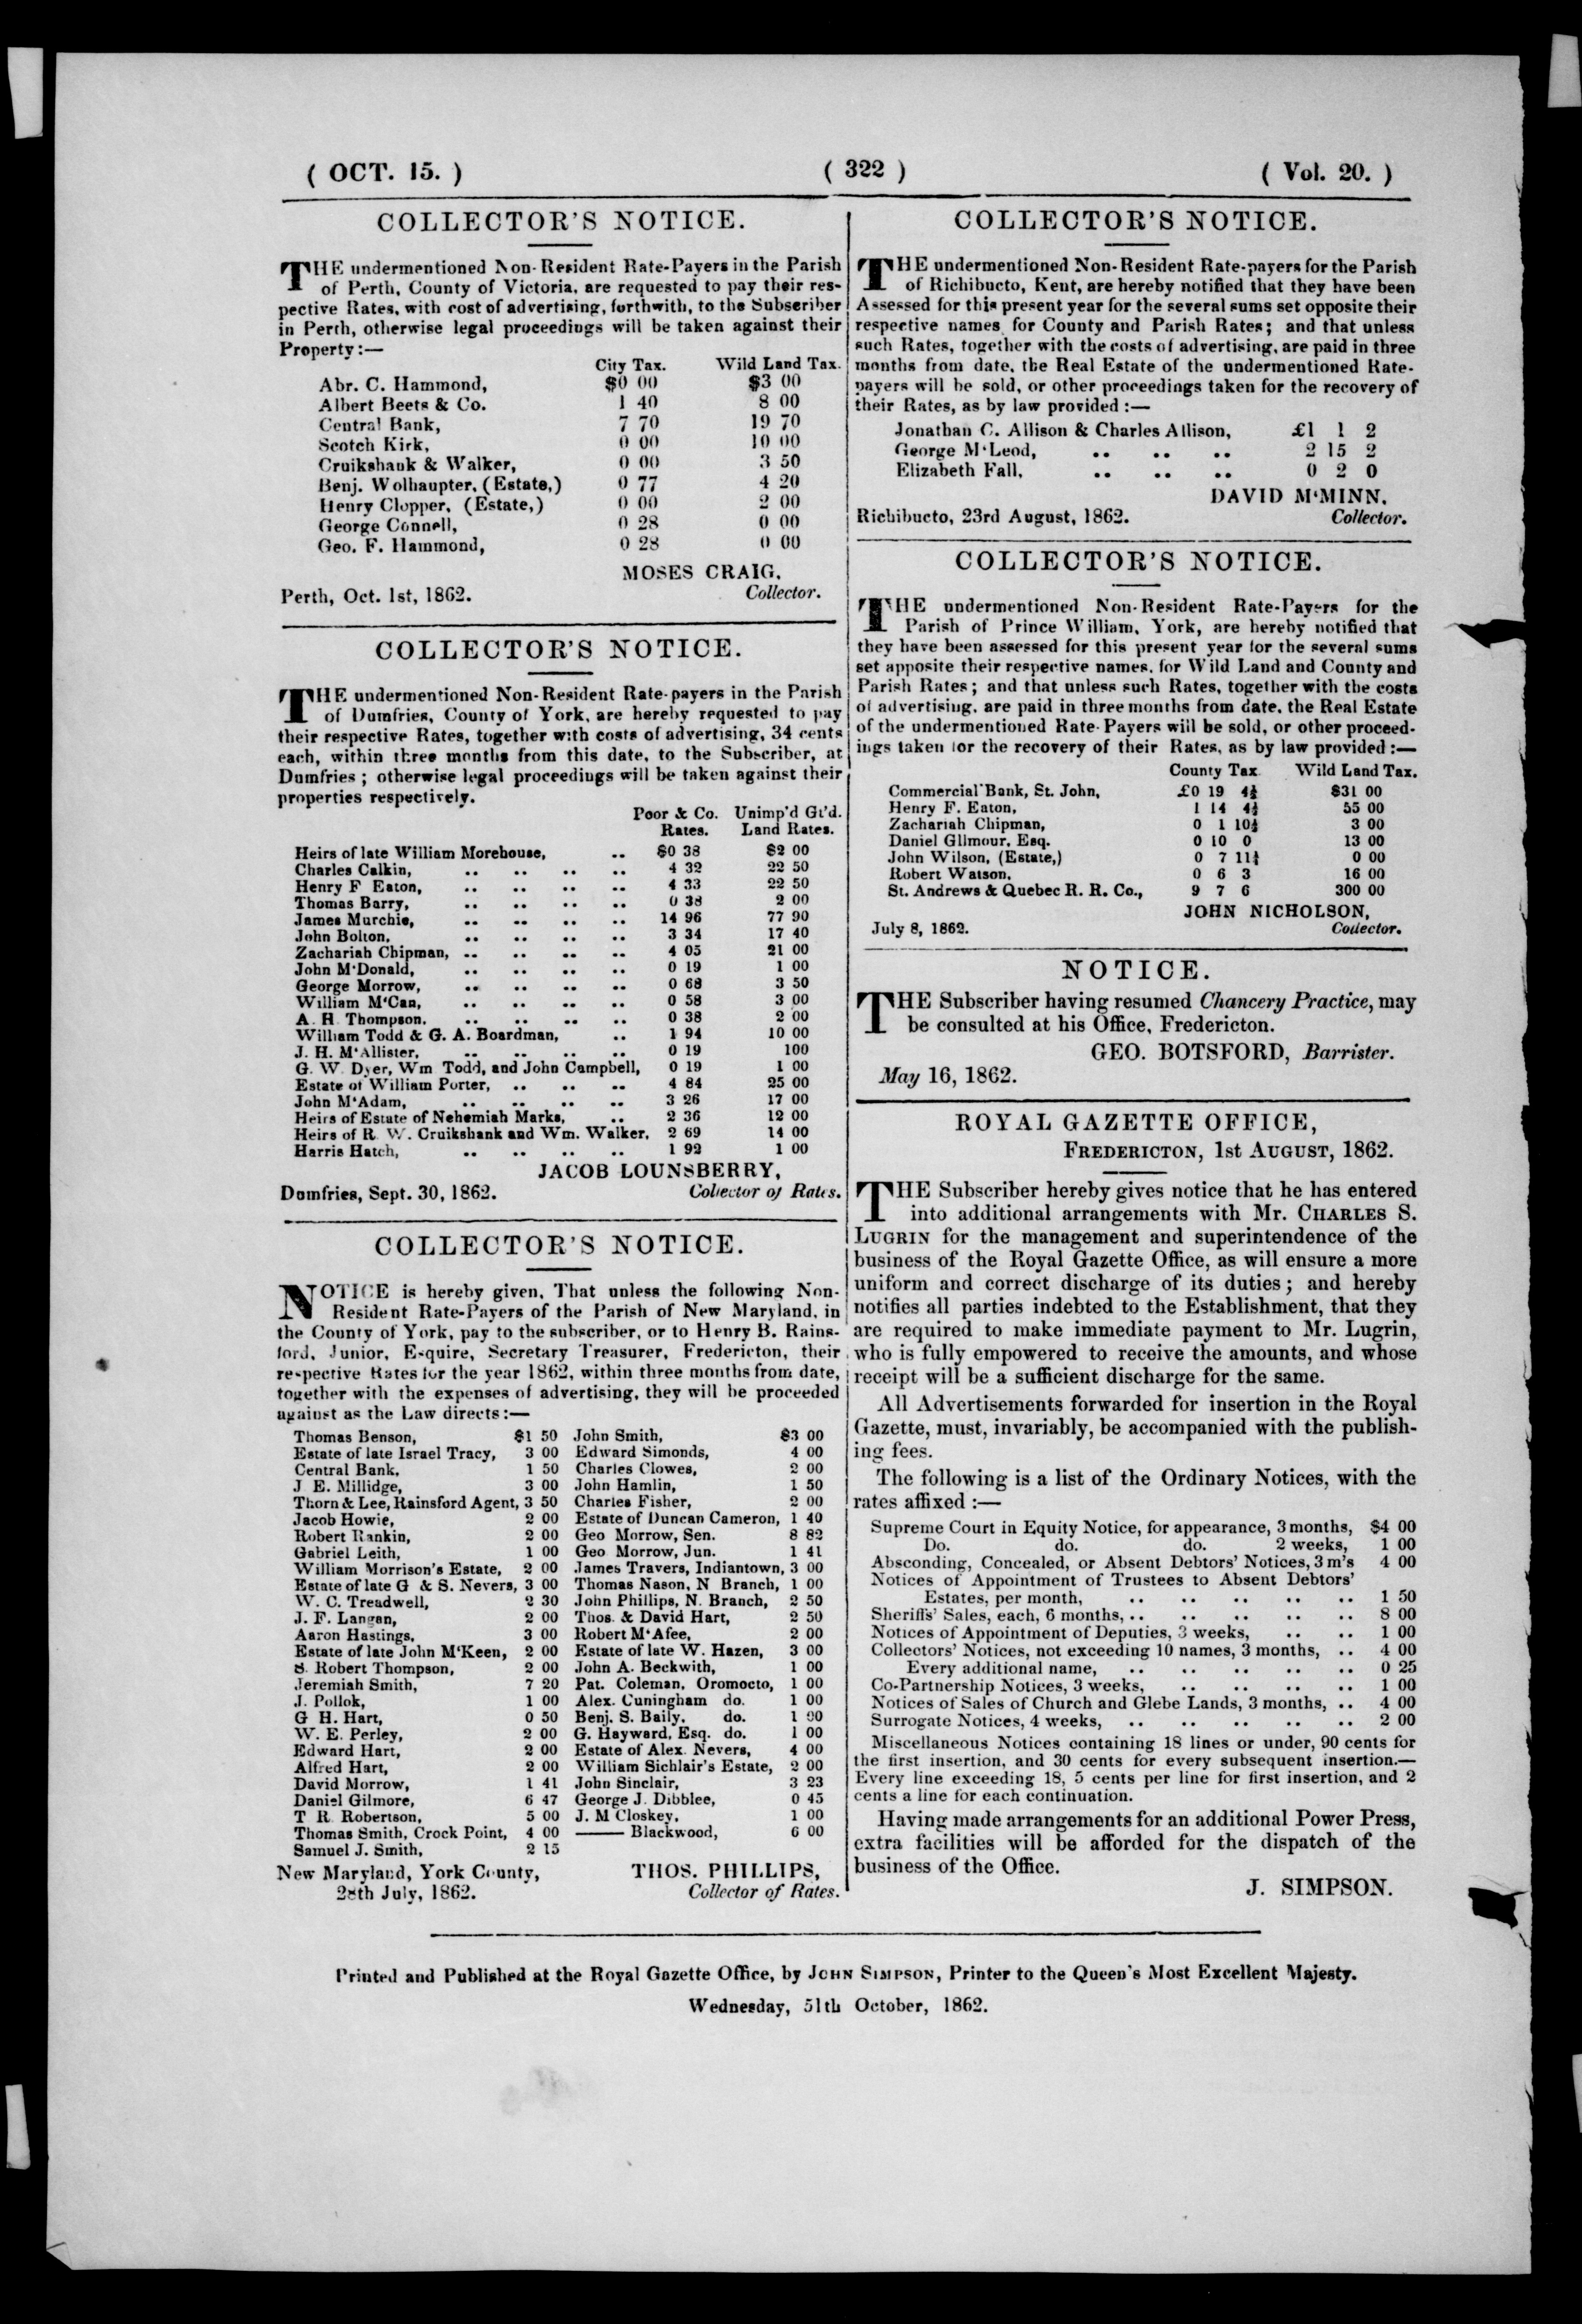 ( OCT. 15. )
( 322 )
( Vol. 20. )
COLLECTOR'S NOTICE.
THE undermentioned Non-Resident Rate-Payers in the Parish
of Perth, County of Victoria, are requested to pay their res-
pective Rates, with cost of advertising, forthwith, to the Subscriber
in Perth, otherwise legal proceedings will be taken against their
Property:—
City Tax. Wild Land Tax.
Abr. C. Hammond, $0 00 $3 00
Albert Beets & Co. 1 40 8 00
Central Bank, 7 70 19 70
Scotch Kirk, 0 00 10 00
Cruikshank & Walker, 0 00 3 50
Benj. Wolhaupter, (Estate,) 0 77 4 20
Henry Clopper, (Estate,) 0 00 2 00
George Connell, 0 28 0 00
Geo. F. Hammond, 0 28 0 00
MOSES CRAIG,
Perth, Oct. 1st, 1862. Collector.
COLLECTOR'S NOTICE.
THE undermentioned Non-Resident Rate-payers in the Parish
of Dumfries, County of York, are hereby requested to pay
their respective Rates, together with costs of advertising, 34 cents
each, within three months from this date, to the Subscriber, at
Dumfries ; otherwise legal proceedings will be taken against their
properties respectively.
Poor & Co. Unimp'd Gr'd.
Rates. Land Rates.
Heirs of late William Morehouse, .. $0 38 $2 00
Charles Calkin, .. .. .. .. 4 32 22 50
Henry F Eaton, .. .. .. .. 4 33 22 50
Thomas Barry, .. .. .. .. 0 38 2 00
James Murchie, .. .. .. .. 14 96 77 90
John Bolton, .. .. .. .. 3 34 17 40
Zachariah Chipman, .. .. .. .. 4 05 21 00
John M'Donald, .. .. .. .. 0 19 1 00
George Morrow, .. .. .. .. 0 68 3 50
William M'Can, .. .. .. .. 0 58 3 00
A. H Thompson, .. .. .. .. 0 38 2 00
William Todd & G. A. Boardman, .. 1 94 10 00
J. H. M'Allister, .. .. .. .. 0 19 100
G. W Dyer, Wm Todd, and John Campbell, 0 19 1 00
Estate of William Porter, .. .. .. 4 84 25 00
John M'Adam, .. .. .. .. 3 26 17 00
Heirs of Estate of Nehemiah Marks, .. 2 36 12 00
Heirs of R. W. Cruikshank and Wm. Walker, 2 69 14 00
Harris Hatch, .. .. .. .. 1 92 1 00
JACOB LOUNSBERRY,
Dumfries, Sept. 30, 1862. Collector of Rates.
COLLECTOR'S NOTICE.
NOTICE is hereby given, That unless the following Non-
Resident Rate-Payers of the Parish of New Maryland, in
the County of York, pay to the subscriber, or to Henry B. Rains-
ford, Junior, Esquire, Secretary Treasurer, Fredericton, their
respective Rates for the year 1862, within three months from date,
together with the expenses of advertising, they will be proceeded
against as the Law directs:—
Thomas Benson, $1 50 John Smith, $3 00
Estate of late Israel Tracy, 3 00 Edward Simonds, 4 00
Central Bank, 1 50 Charles Clowes, 2 00
J E. Millidge, 3 00 John Hamlin, 1 50
Thorn & Lee, Rainsford Agent, 3 50 Charles Fisher, 2 00
Jacob Howie, 2 00 Estate of Duncan Cameron, 1 40
Robert Rankin, 2 00 Geo Morrow, Sen. 8 82
Gabriel Leith, 1 00 Geo Morrow, Jun. 1 41
William Morrison's Estate, 2 00 James Travers, Indiantown, 3 00
Estate of late G & S. Nevers, 3 00 Thomas Nason, N Branch, 1 00
W. C. Treadwell, 2 30 John Phillips, N. Branch, 2 50
J. F. Langan, 2 00 Thos. & David Hart, 2 50
Aaron Hastings, 3 00 Robert M'Afee, 2 00
Estate of late John M'Keen, 2 00 Estate of late W. Hazen, 3 00
S. Robert Thompson, 2 00 John A. Beckwith, 1 00
Jeremiah Smith, 7 20 Pat. Coleman, Oromocto, 1 00
J. Pollok, 1 00 Alex. Cuningham do. 1 00
G H. Hart, 0 50 Benj. S. Baily. do. 1 00
W. E. Perley, 2 00 G. Hayward, Esq. do. 1 00
Edward Hart, 2 00 Estate of Alex. Nevers, 4 00
Alfred Hart, 2 00 William Sichlair's Estate, 2 00
David Morrow, 1 41 John Sinclair, 3 23
Daniel Gilmore, 6 47 George J. Dibblee, 0 45
T R. Robertson, 5 00 J. M Closkey, 1 00
Thomas Smith, Crock Point, 4 00 —— Blackwood, 6 00
Samuel J. Smith, 2 15
New Maryland, York County, THOS. PHILLIPS,
28th July, 1862. Collector of Rates.
COLLECTOR'S NOTICE.
THE undermentioned Non-Resident Rate-payers for the Parish
of Richibucto, Kent, are hereby notified that they have been
Assessed for this present year for the several sums set opposite their
respective names for County and Parish Rates; and that unless
such Rates, together with the costs of advertising, are paid in three
months from date, the Real Estate of the undermentioned Rate-
payers will be sold, or other proceedings taken for the recovery of
their Rates, as by law provided :—
Jonathan C. Allison & Charles Allison, £1 1 2
George M'Leod, .. .. .. 2 15 2
Elizabeth Fall, .. .. .. 0 2 0
DAVID M'MINN,
Richibucto, 23rd August, 1862. Collector.
COLLECTOR'S NOTICE.
THE undermentioned Non-Resident Rate-Payers for the
Parish of Prince William, York, are hereby notified that
they have been assessed for this present year for the several sums
set apposite their respective names, for Wild Land and County and
Parish Rates; and that unless such Rates, together with the costs
of advertising, are paid in three months from date, the Real Estate
of the undermentioned Rate-Payers will be sold, or other proceed-
ings taken for the recovery of their Rates, as by law provided :—
County Tax Wild Land Tax.
Commercial Bank, St. John, £0 19 4½ $31 00
Henry F. Eaton, 1 14 4½ 55 00
Zachariah Chipman, 0 1 10½ 3 00
Daniel Gilmour, Esq. 0 10 0 13 00
John Wilson, (Estate,) 0 7 11½ 0 00
Robert Watson, 0 6 3 16 00
St. Andrews & Quebec R. R. Co., 9 7 6 300 00
JOHN NICHOLSON,
July 8, 1862. Collector.
NOTICE.
THE Subscriber having resumed Chancery Practice, may
be consulted at his Office, Fredericton.
GEO. BOTSFORD, Barrister.
May 16, 1862.
ROYAL GAZETTE OFFICE,
FREDERICTON, 1st AUGUST, 1862.
THE Subscriber hereby gives notice that he has entered
into additional arrangements with Mr. CHARLES S.
LUGRIN for the management and superintendence of the
business of the Royal Gazette Office, as will ensure a more
uniform and correct discharge of its duties; and hereby
notifies all parties indebted to the Establishment, that they
are required to make immediate payment to Mr. Lugrin,
who is fully empowered to receive the amounts, and whose
receipt will be a sufficient discharge for the same.
All Advertisements forwarded for insertion in the Royal
Gazette, must, invariably, be accompanied with the publish-
ing fees.
The following is a list of the Ordinary Notices, with the
rates affixed :—
Supreme Court in Equity Notice, for appearance, 3 months, $4 00
Do. do. do. 2 weeks, 1 00
Absconding, Concealed, or Absent Debtors' Notices, 3 m's 4 00
Notices of Appointment of Trustees to Absent Debtors'
Estates, per month, .. .. .. .. .. 1 50
Sheriffs' Sales, each, 6 months, .. .. .. .. .. 8 00
Notices of Appointment of Deputies, 3 weeks, .. .. 1 00
Collectors' Notices, not exceeding 10 names, 3 months, .. 4 00
Every additional name, .. .. .. .. .. 0 25
Co-Partnership Notices, 3 weeks, .. .. .. .. 1 00
Notices of Sales of Church and Glebe Lands, 3 months, .. 4 00
Surrogate Notices, 4 weeks, .. .. .. .. .. 2 00
Miscellaneous Notices containing 18 lines or under, 90 cents for
the first insertion, and 30 cents for every subsequent insertion.—
Every line exceeding 18, 5 cents per line for first insertion, and 2
cents a line for each continuation.
Having made arrangements for an additional Power Press,
extra facilities will be afforded for the dispatch of the
business of the Office.
J. SIMPSON.
Printed and Published at the Royal Gazette Office, by JOHN SIMPSON, Printer to the Queen's Most Excellent Majesty.
Wednesday, 51th October, 1862.